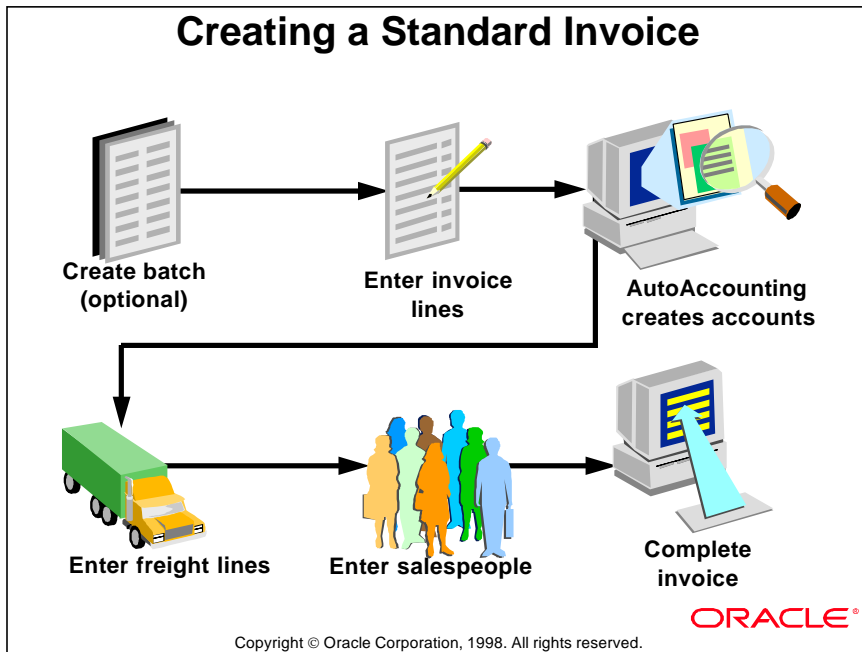 Creating a Standard Invoice
Create batch
(optional)
Enter invoice
lines
AutoAccounting
creates accounts
Enter freight lines
Enter salespeople
Complete
invoice
ORACLE®
Copyright © Oracle Corporation, 1998. All rights reserved.